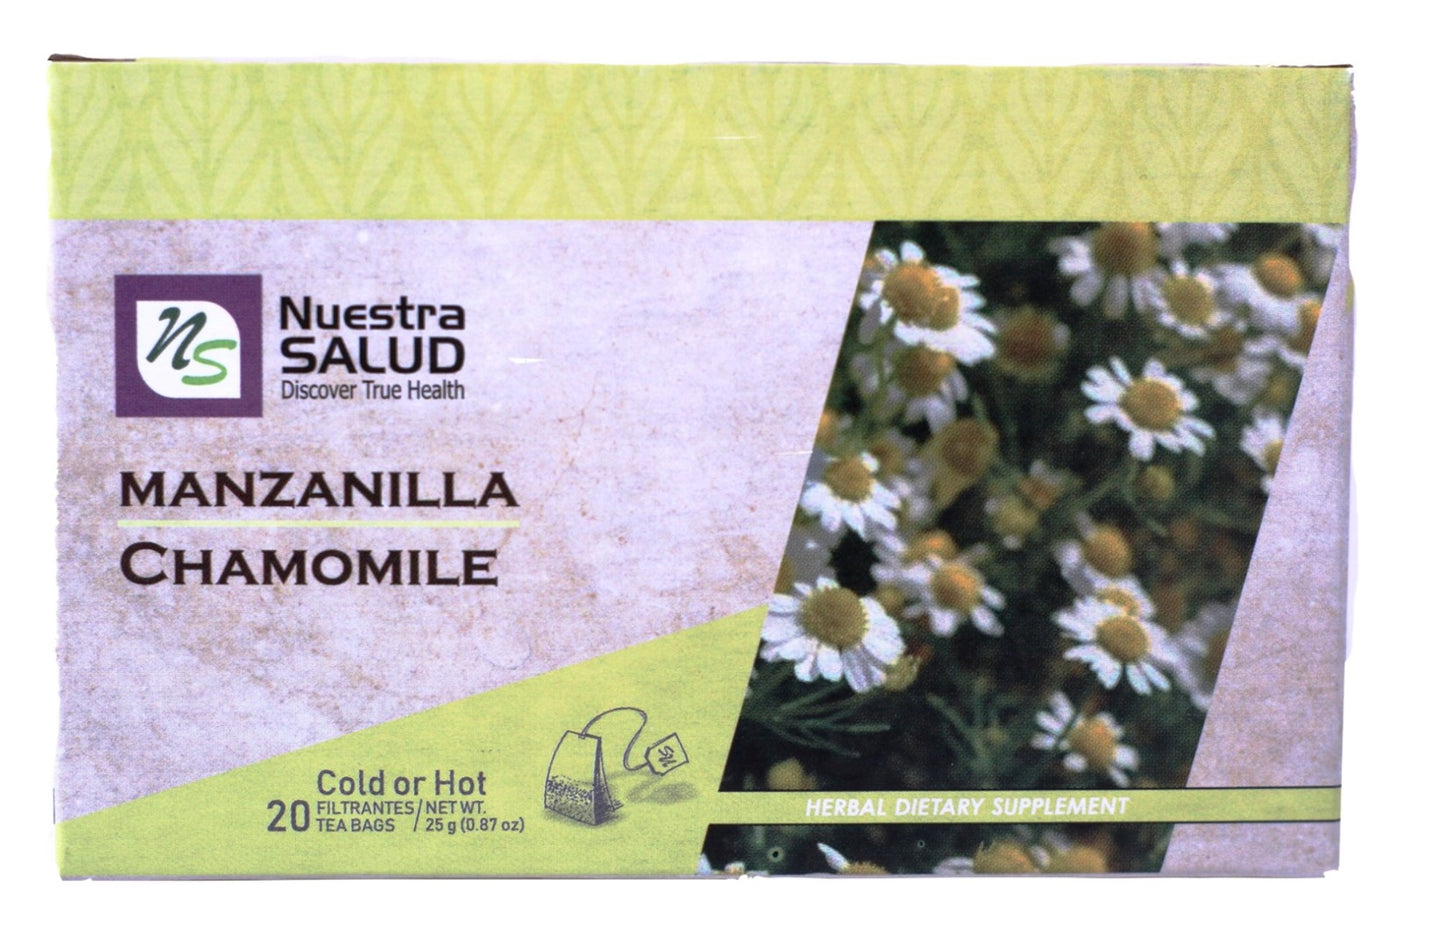 NS
Nuestra
SALUD
Discover True Health
MANZANILLA
CHAMOMILE
Cold or Hot
20 FILTRANTES / NET WT.
TEA BAGS / 25 g (0.87 oz)
NS
HERBAL DIETARY SUPPLEMENT